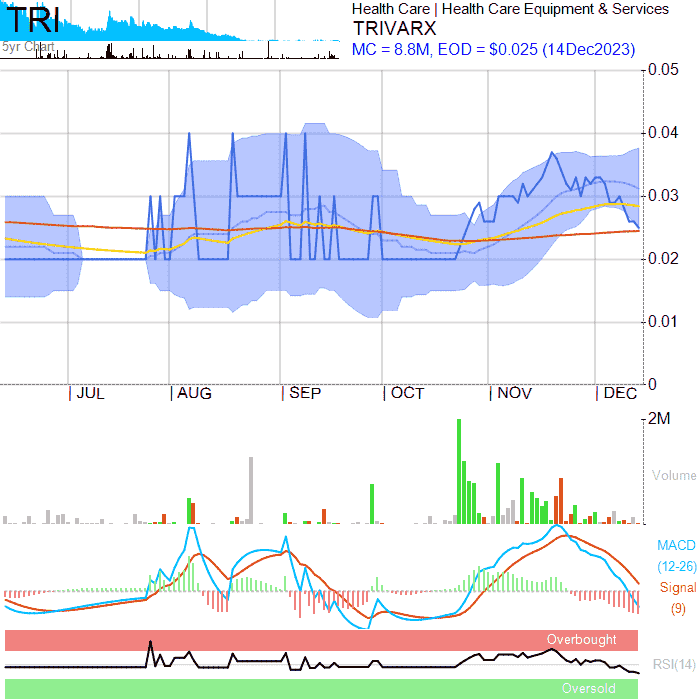 TRI
5yr Chart
Health Care | Health Care Equipment & Services
TRIVARX
MC = 8.8M, EOD = $0.025 (14Dec2023)
0.05
0.04
0.03
0.02
0.01
0
JUL AUG SEP OCT NOV DEC
2M
Volume
MACD
(12-26)
Signal
(9)
Overbought
RSI(14)
Oversold